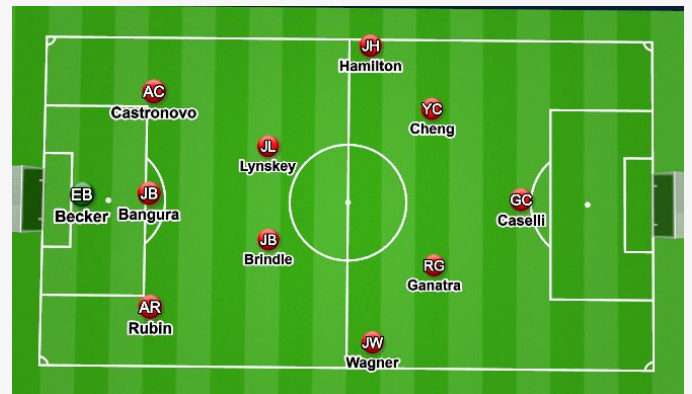 JH
Hamilton
AC
Castronovo
YC
Cheng
JL
Lynskey
EB
Becker
JB
Bangura
GC
Caselli
JB
Brindle
RG
Ganatra
AR
Rubin
JW
Wagner